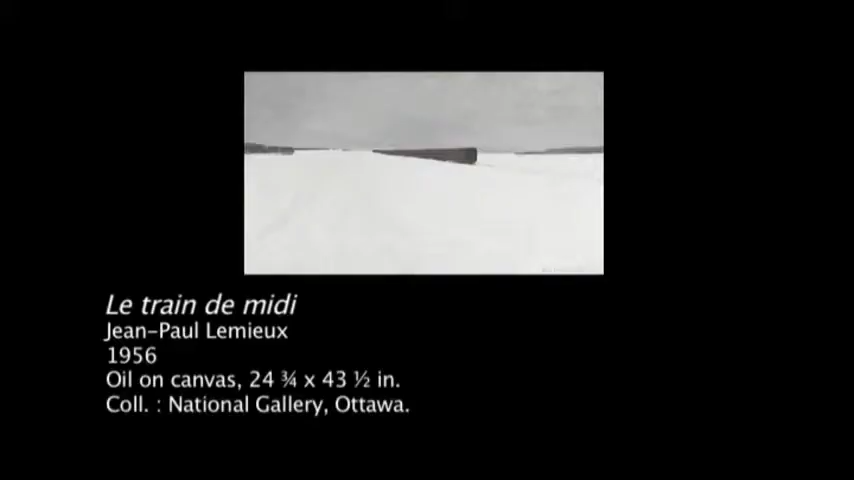 Le train de midi
Jean-Paul Lemieux
1956
Oil on canvas, 24 ¾ x 43 ½ in.
Coll. : National Gallery, Ottawa.